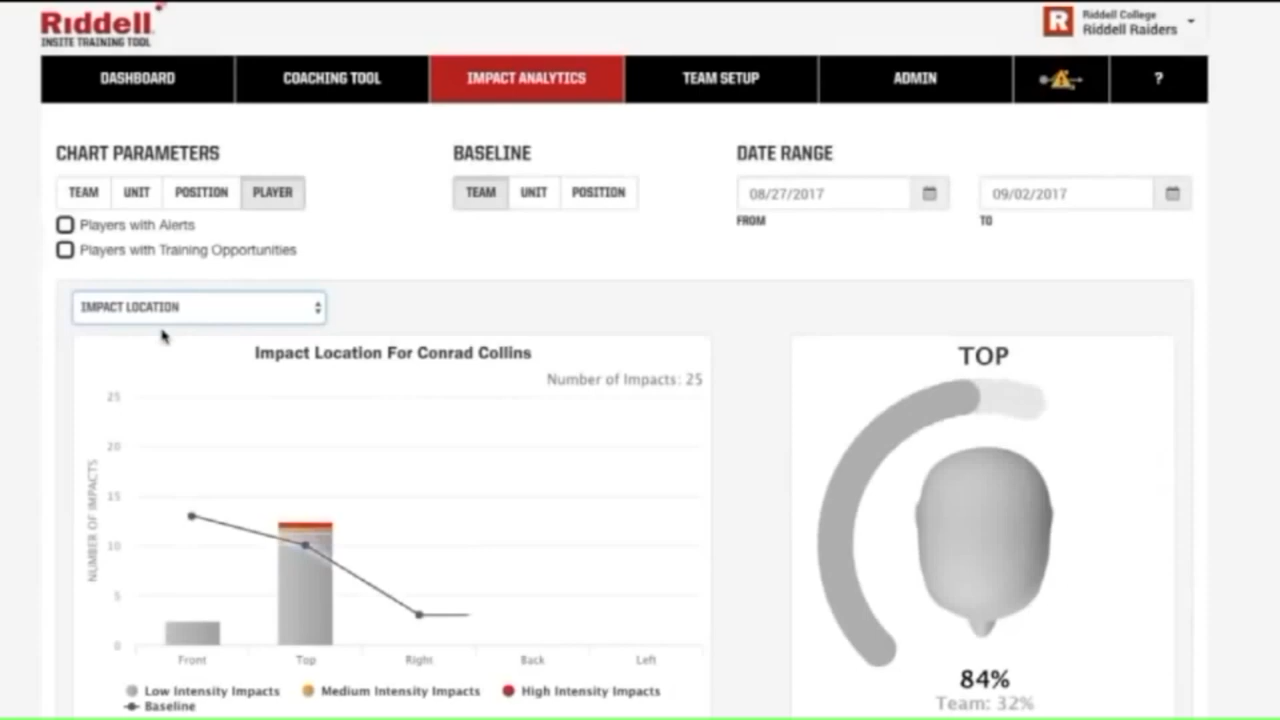 Riddell
INSITE TRAINING TOOL
R
Riddell College
Riddell Raiders
DASHBOARD
COACHING TOOL
IMPACT ANALYTICS
TEAM SETUP
ADMIN
?
CHART PARAMETERS
TEAM UNIT POSITION PLAYER
Players with Alerts
Players with Training Opportunities
BASELINE
TEAM UNIT POSITION
DATE RANGE
08/27/2017
FROM
09/02/2017
TO
IMPACT LOCATION
Impact Location For Conrad Collins
Number of Impacts: 25
NUMBER OF IMPACTS
25
20
15
10
5
0
Front Top Right Back Left
Low Intensity Impacts Medium Intensity Impacts High Intensity Impacts
Baseline
TOP
84%
Team: 32%